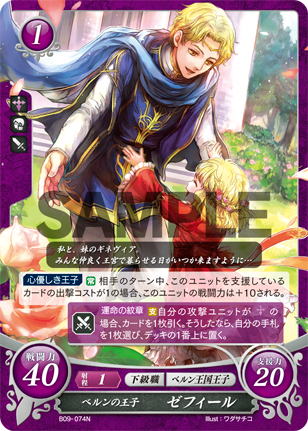 1
SAMPLE
私と、妹のギネヴィア、
みんな仲良く王宮で暮らせる日がいつか来ますように…
心優しき王子 常 相手のターン中、このユニットを支援している
カードの出撃コストが1の場合、このユニットの戦闘力は+10される。
運命の紋章 支 自分の攻撃ユニットが
の場合、カードを1枚引く。そうしたなら、自分の手札
を1枚選び、デッキの1番上に置く。
戦闘力
40
射程 1
下級職
ベルン王国王子
支援力
20
ベルンの王子 ゼフィール
B09-074N
Illust:ワダサチコ